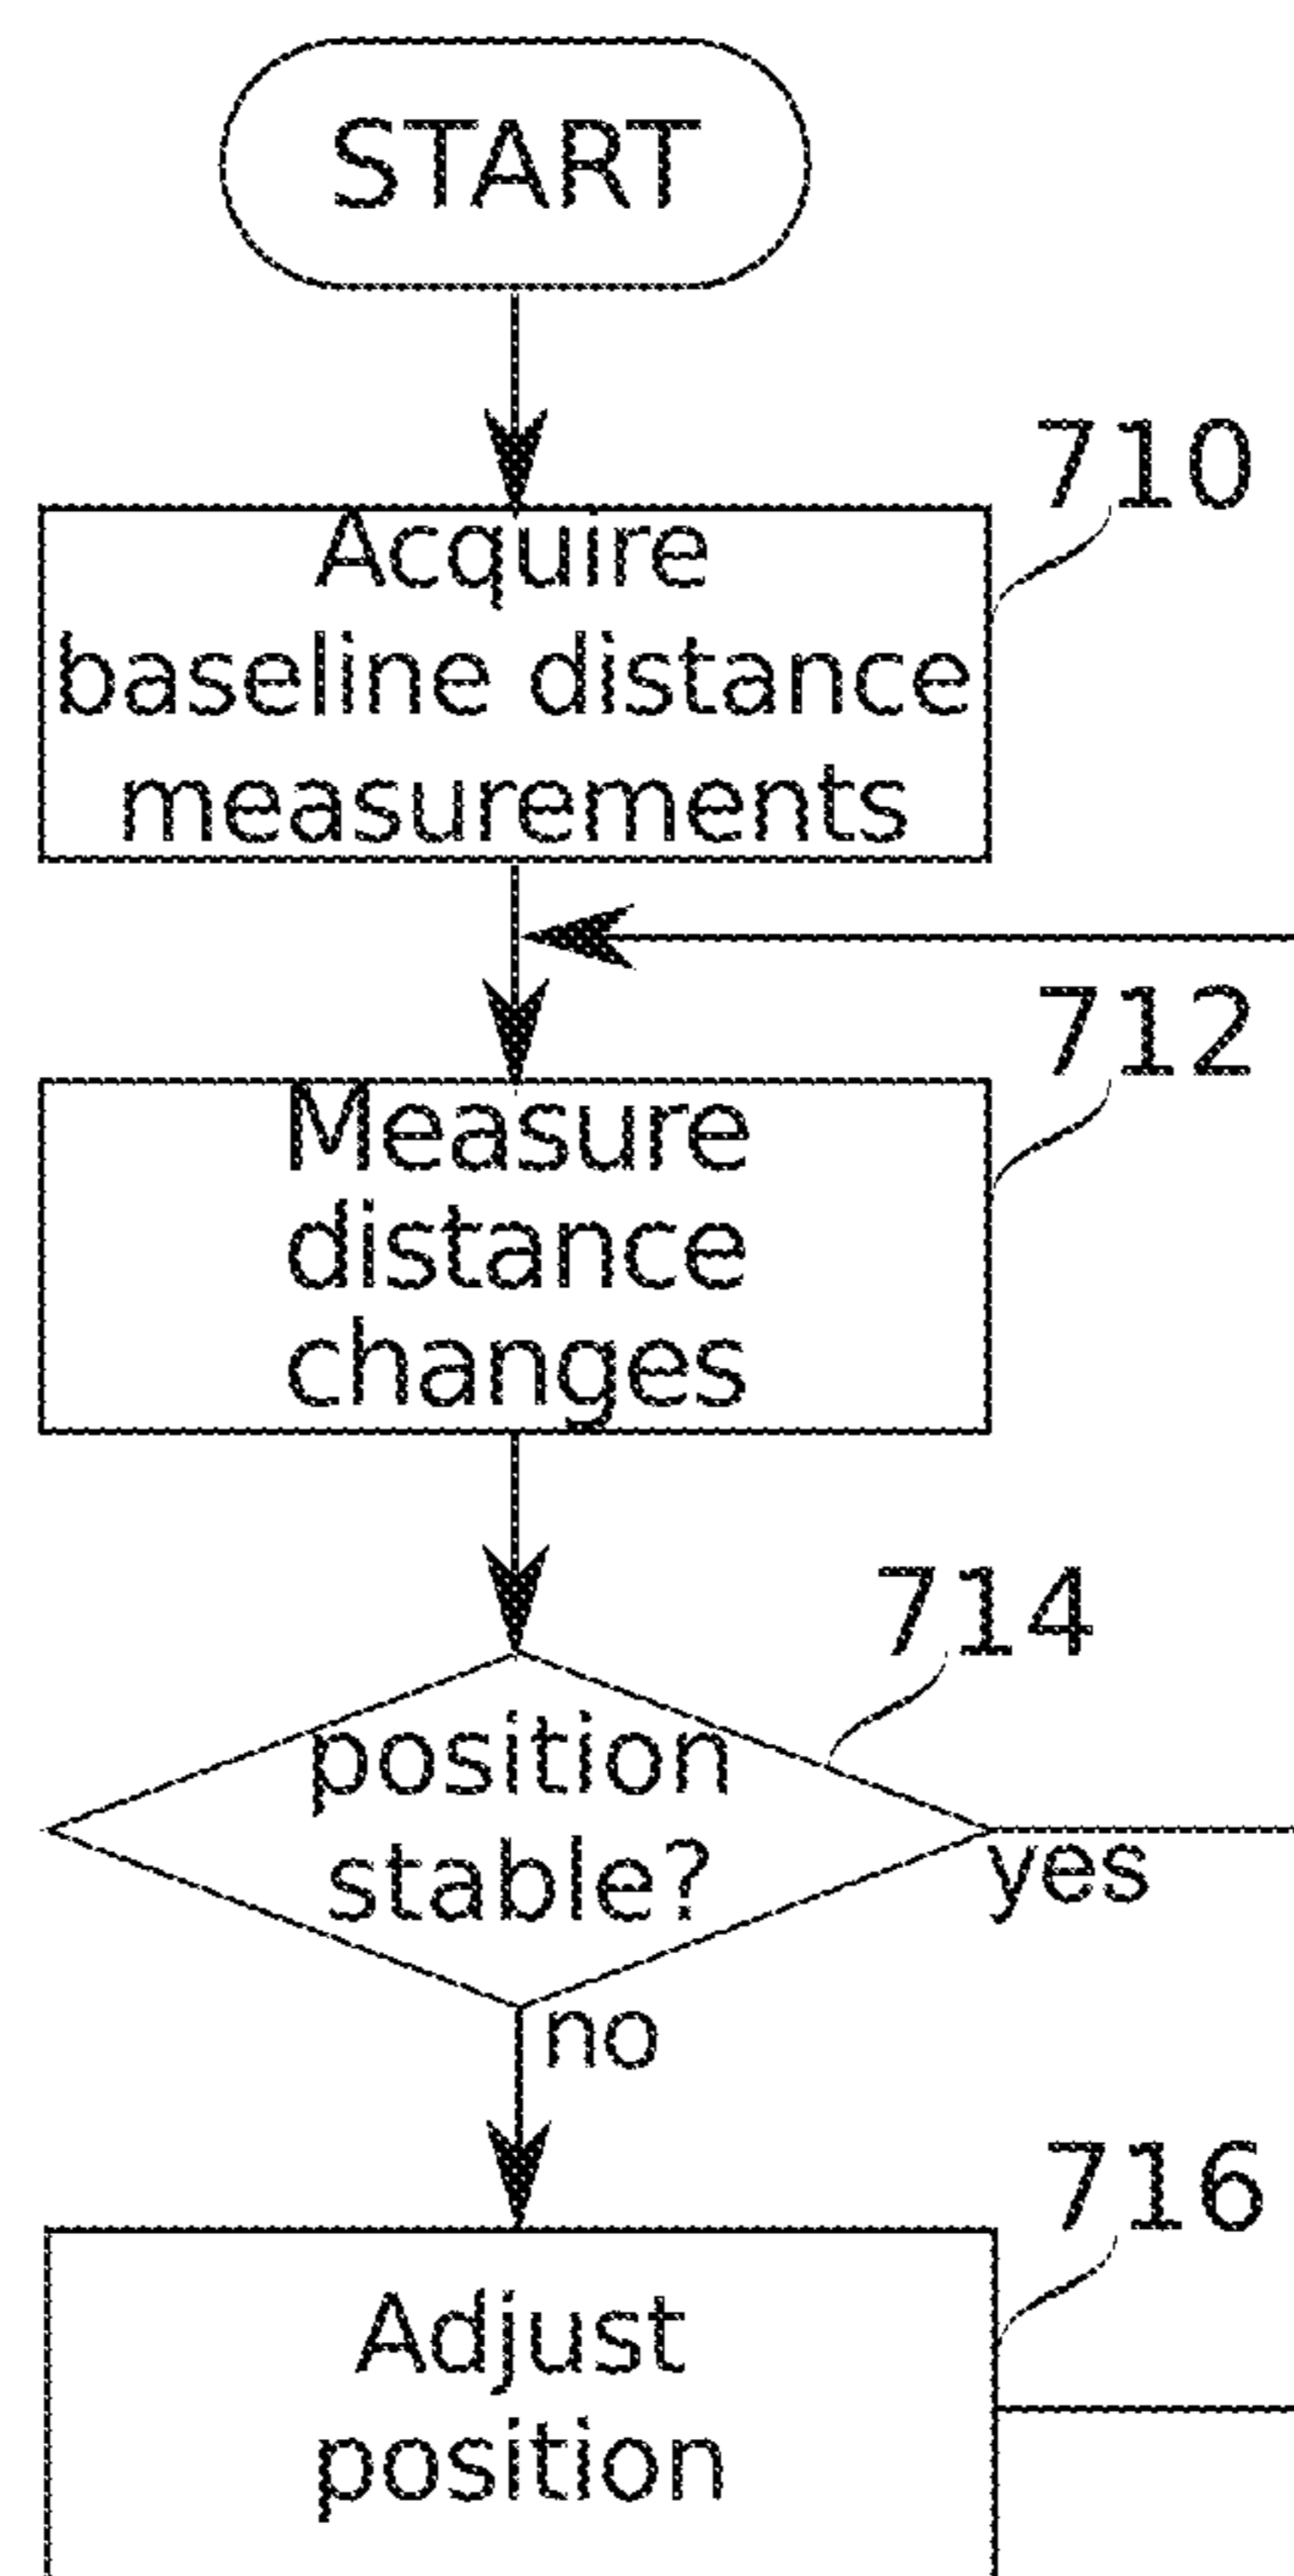 START
710
Acquire
baseline distance
measurements
712
Measure
distance
changes
714
position
stable?
yes
no
716
Adjust
position